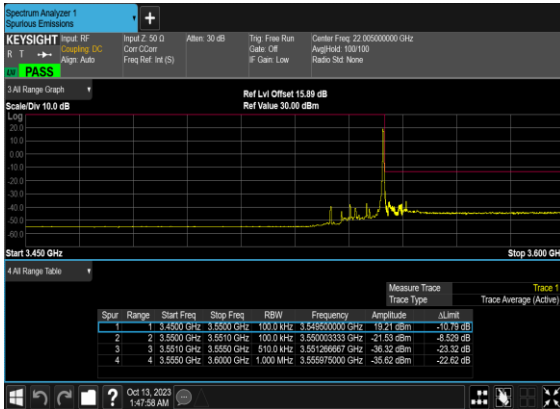 Spectrum Analyzer 1
Spurious Emissions
+
KEYSIGHT Input: RF Input Z: 50 Ω Atten: 30 dB Trig: Free Run Center Freq: 22.005000000 GHz
R T Coupling: DC Corr CCorr Gate: Off Avg|Hold: 100/100
Align: Auto Freq Ref: Int (S) IF Gain: Low Radio Std: None
LXI PASS
3 All Range Graph
Ref Lvl Offset 15.89 dB
Scale/Div 10.0 dB Ref Value 30.00 dBm
Log
20.0
10.0
0.00
-10.0
-20.0
-30.0
-40.0
-50.0
-60.0
Start 3.450 GHz Stop 3.600 GH
4 All Range Table
Measure Trace Trace 1
Trace Type Trace Average (Active)
Spur Range Start Freq Stop Freq RBW Frequency Amplitude ΔLimit
1 1 3.4500 GHz 3.5500 GHz 100.0 kHz 3.549500000 GHz 19.21 dBm -10.79 dB
2 2 3.5500 GHz 3.5510 GHz 100.0 kHz 3.550003333 GHz -21.53 dBm -8.529 dB
3 3 3.5510 GHz 3.5550 GHz 510.0 kHz 3.551266667 GHz -36.32 dBm -23.32 dB
4 4 3.5550 GHz 3.6000 GHz 1.000 MHz 3.555975000 GHz -35.62 dBm -22.62 dB
? Oct 13, 2023
1:47:58 AM